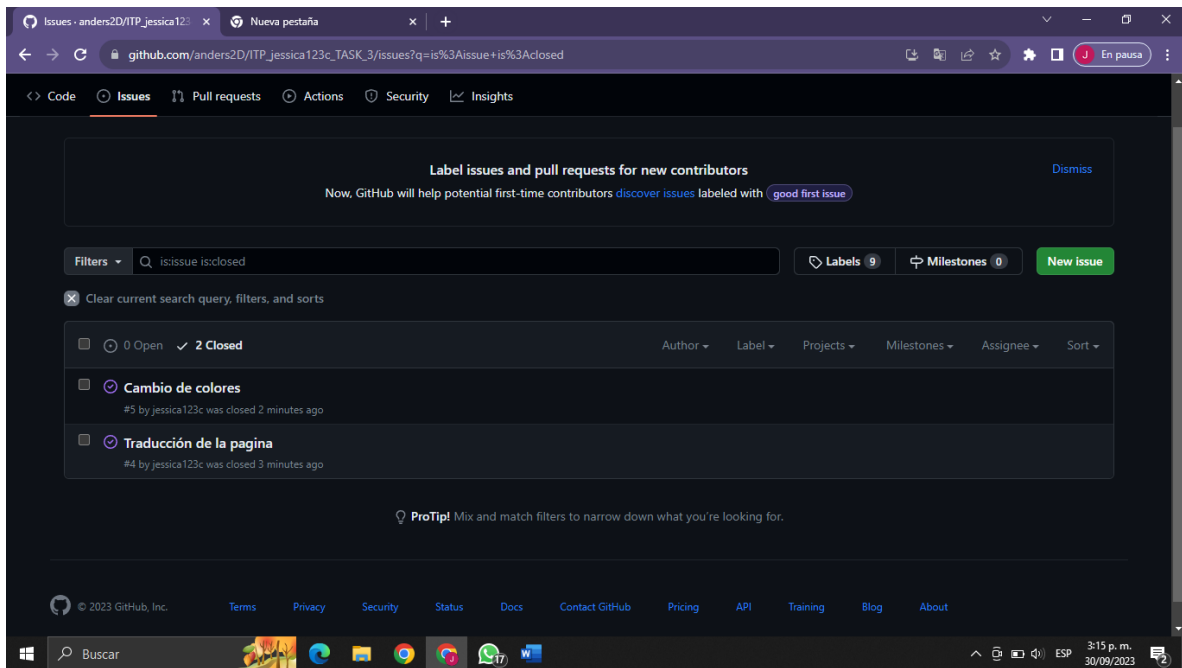 Issues · anders2D/ITP_jessica123
Nueva pestaña
github.com/anders2D/ITP_jessica123c_TASK_3/issues?q=is%3Aissue+is%3Aclosed
J En pausa
Code Issues Pull requests Actions Security Insights
Label issues and pull requests for new contributors
Dismiss
Now, GitHub will help potential first-time contributors discover issues labeled with good first issue
Filters is:issue is:closed Labels 9 Milestones 0 New issue
Clear current search query, filters, and sorts
0 Open 2 Closed Author Label Projects Milestones Assignee Sort
Cambio de colores
#5 by jessica123c was closed 2 minutes ago
Traducción de la pagina
#4 by jessica123c was closed 3 minutes ago
ProTip! Mix and match filters to narrow down what you're looking for.
© 2023 GitHub, Inc. Terms Privacy Security Status Docs Contact GitHub Pricing API Training Blog About
Buscar 17 ESP 3:15 p. m.
30/09/2023 2